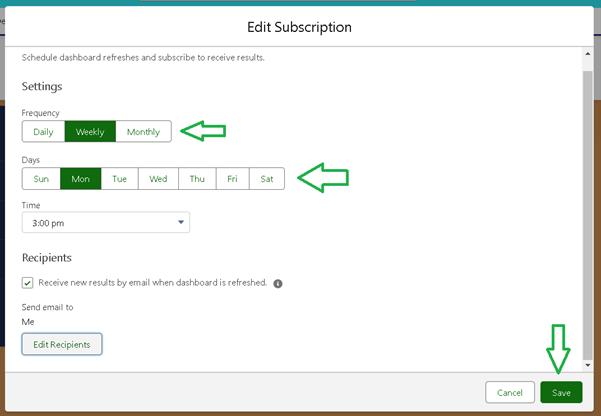 Edit Subscription
Schedule dashboard refreshes and subscribe to receive results.
Settings
Frequency
Daily Weekly Monthly
Days
Sun Mon Tue Wed Thu Fri Sat
Time
3:00 pm
Recipients
Receive new results by email when dashboard is refreshed.
Send email to
Me
Edit Recipients
Cancel Save